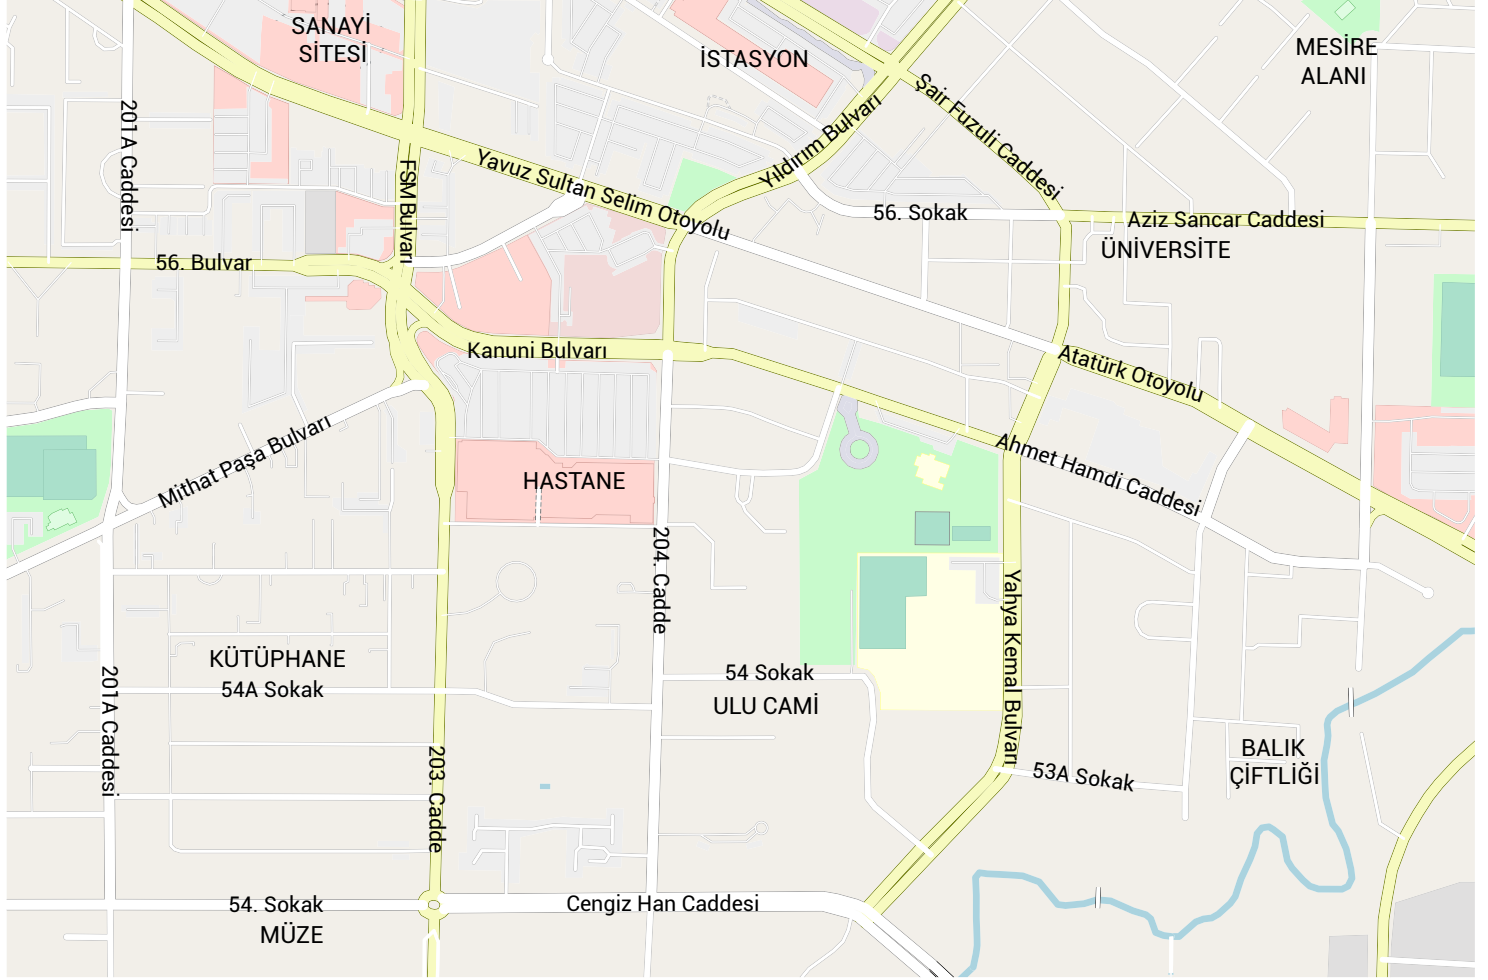 SANAYİ
SİTESİ
İSTASYON
MESİRE
ALANI
Şair Fuzuli Caddesi
Yıldırım Bulvarı
201A Caddesi
FSM Bulvarı
Yavuz Sultan Selim Otoyolu
56. Sokak
Aziz Sancar Caddesi
ÜNİVERSİTE
56. Bulvar
Kanuni Bulvarı
Atatürk Otoyolu
Mithat Paşa Bulvarı
Ahmet Hamdi Caddesi
HASTANE
204. Cadde
Yahya Kemal Bulvarı
KÜTÜPHANE
54A Sokak
54 Sokak
ULU CAMİ
201A Caddesi
203. Cadde
53A Sokak
BALIK
ÇİFTLİĞİ
54. Sokak
MÜZE
Cengiz Han Caddesi